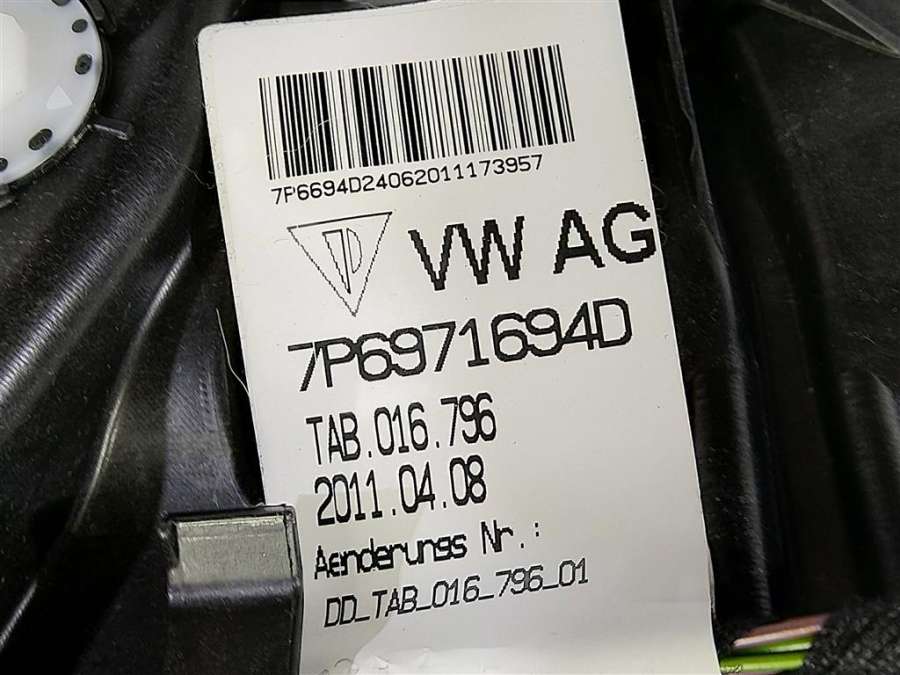 7P6694D24062011173957
VW AG
7P6971694D
TAB.016.796
2011.04.08
Aenderungs Nr.:
DD_TAB_016_796_01